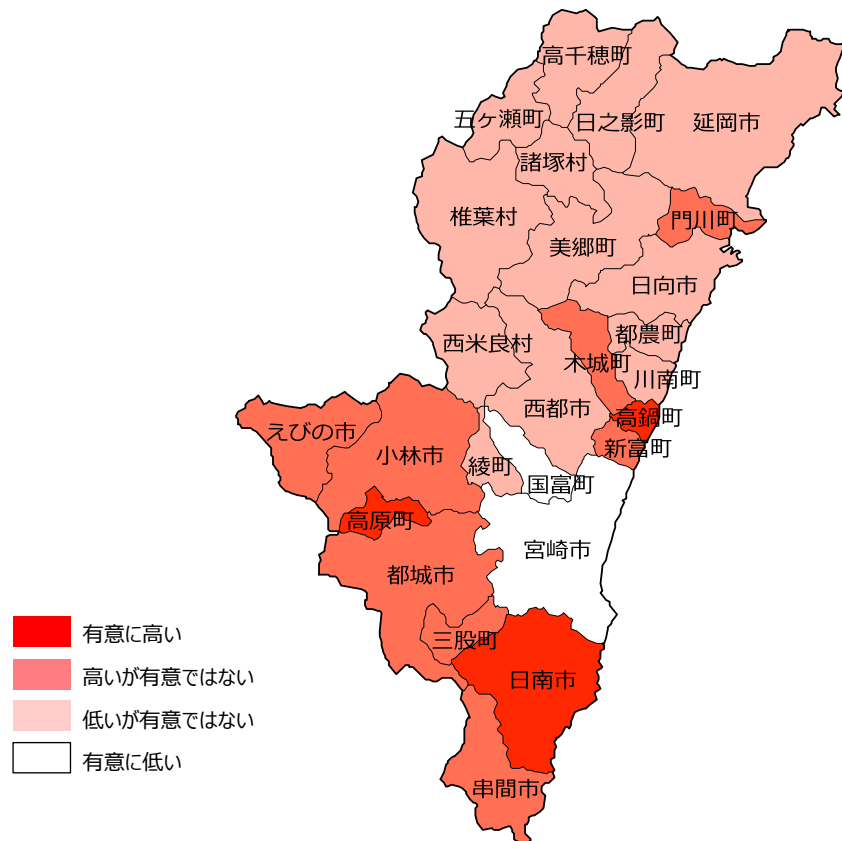 高千穂町
五ヶ瀬町
日之影町
延岡市
諸塚村
椎葉村
門川町
美郷町
日向市
都農町
西米良村
木城町
川南町
西都市
高鍋町
えびの市
新富町
小林市
綾町
国富町
高原町
宮崎市
都城市
三股町
日南市
串間市
有意に高い
高いが有意ではない
低いが有意ではない
有意に低い